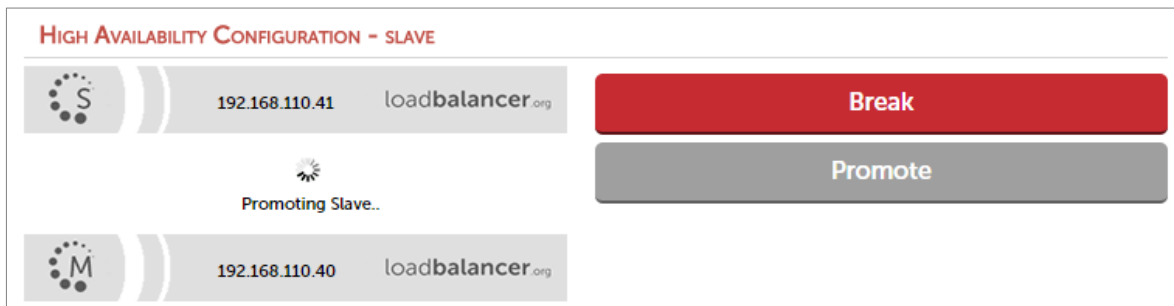 HIGH AVAILABILITY CONFIGURATION - SLAVE
S 192.168.110.41 loadbalancer.org
Break
Promoting Slave..
Promote
M 192.168.110.40 loadbalancer.org